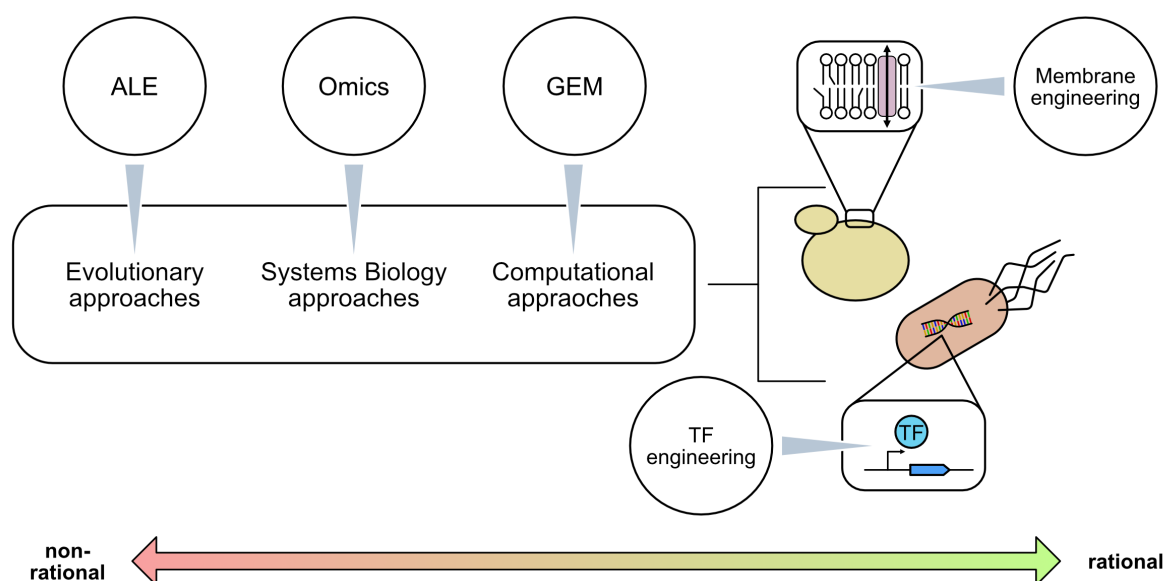 ALE
Omics
GEM
Membrane
engineering
Evolutionary
approaches
Systems Biology
approaches
Computational
appraoches
TF
engineering
TF
non-
rational
rational